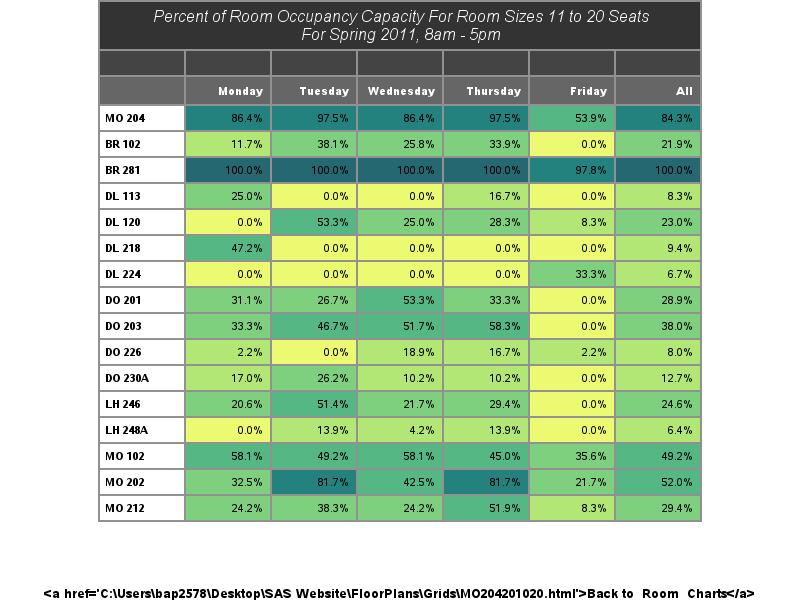 Percent of Room Occupancy Capacity For Room Sizes 11 to 20 Seats
For Spring 2011, 8am - 5pm
Monday Tuesday Wednesday Thursday Friday All
MO 204 86.4% 97.5% 86.4% 97.5% 53.9% 84.3%
BR 102 11.7% 38.1% 25.8% 33.9% 0.0% 21.9%
BR 281 100.0% 100.0% 100.0% 100.0% 97.8% 100.0%
DL 113 25.0% 0.0% 0.0% 16.7% 0.0% 8.3%
DL 120 0.0% 53.3% 25.0% 28.3% 8.3% 23.0%
DL 218 47.2% 0.0% 0.0% 0.0% 0.0% 9.4%
DL 224 0.0% 0.0% 0.0% 0.0% 33.3% 6.7%
DO 201 31.1% 26.7% 53.3% 33.3% 0.0% 28.9%
DO 203 33.3% 46.7% 51.7% 58.3% 0.0% 38.0%
DO 226 2.2% 0.0% 18.9% 16.7% 2.2% 8.0%
DO 230A 17.0% 26.2% 10.2% 10.2% 0.0% 12.7%
LH 246 20.6% 51.4% 21.7% 29.4% 0.0% 24.6%
LH 248A 0.0% 13.9% 4.2% 13.9% 0.0% 6.4%
MO 102 58.1% 49.2% 58.1% 45.0% 35.6% 49.2%
MO 202 32.5% 81.7% 42.5% 81.7% 21.7% 52.0%
MO 212 24.2% 38.3% 24.2% 51.9% 8.3% 29.4%
<a href='C:\Users\bap2578\Desktop\SAS Website\FloorPlans\Grids\MO204201020.html'>Back to Room Charts</a>